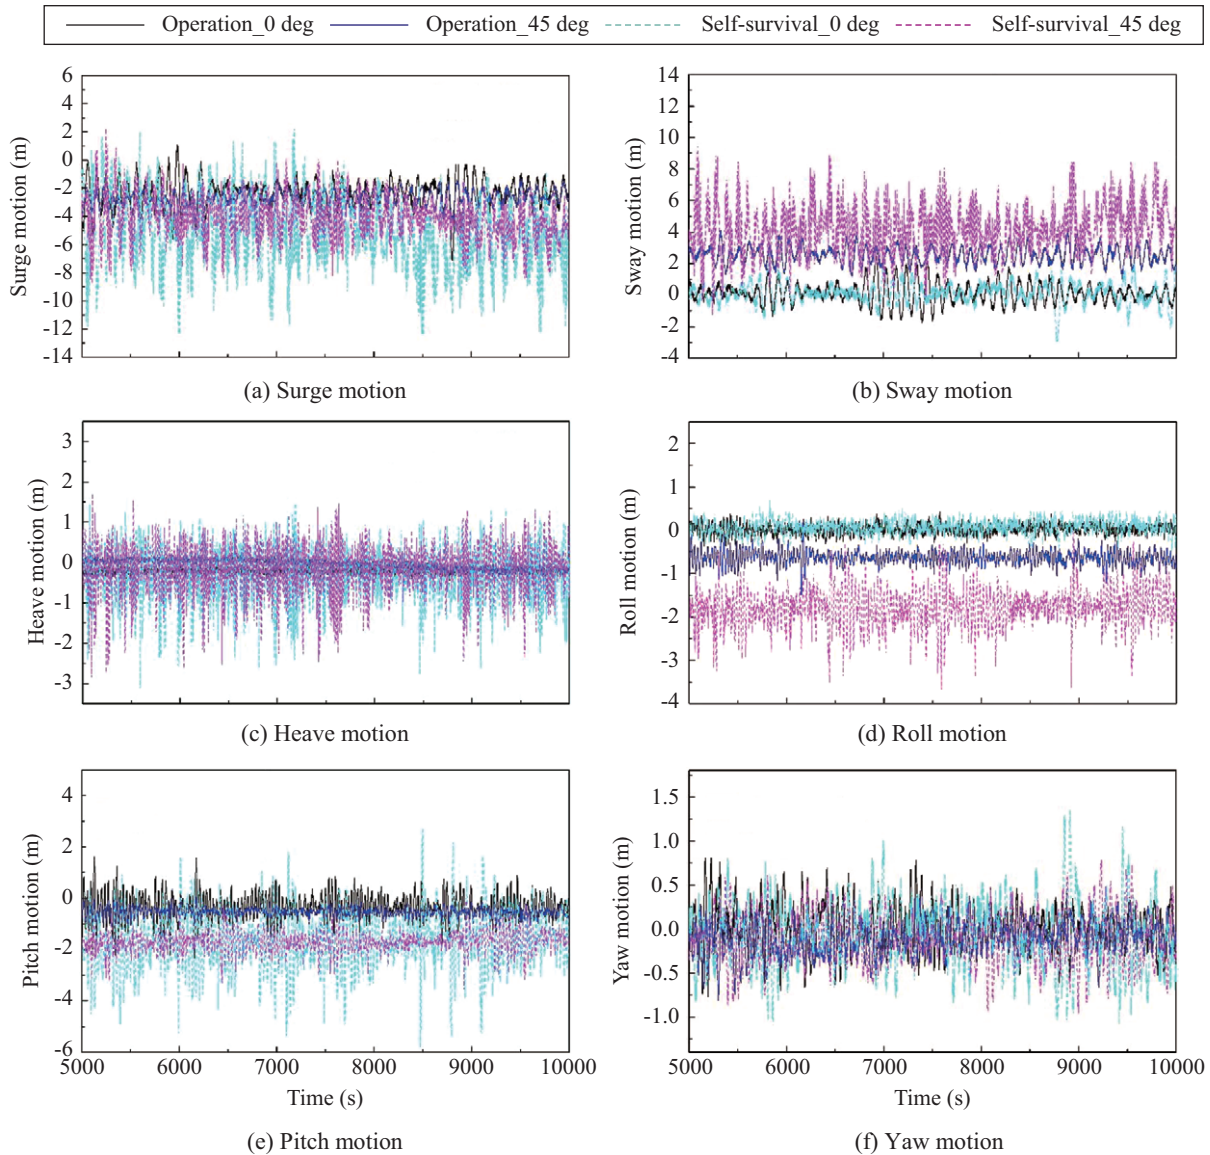 Operation_0 deg Operation_45 deg Self-survival_0 deg Self-survival_45 deg
6
4
2
0
-2
-4
-6
-8
-10
-12
-14
Surge motion (m)
(a) Surge motion
14
12
10
8
6
4
2
0
-2
-4
Sway motion (m)
(b) Sway motion
3
2
1
0
-1
-2
-3
Heave motion (m)
(c) Heave motion
2
1
0
-1
-2
-3
-4
Roll motion (m)
(d) Roll motion
4
2
0
-2
-4
-6
Pitch motion (m)
5000 6000 7000 8000 9000 10000
Time (s)
(e) Pitch motion
1.5
1.0
0.5
0.0
-0.5
-1.0
Yaw motion (m)
5000 6000 7000 8000 9000 10000
Time (s)
(f) Yaw motion